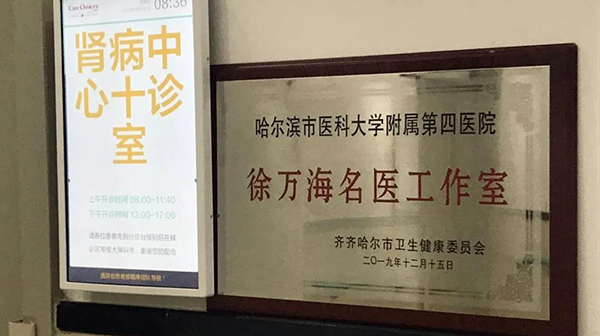 Care Choices
08:36
肾病中
心十诊
室
上午开诊时间 08:00-11:40
下午开诊时间 13:00-17:00
哈尔滨市医科大学附属第四医院
徐万海名医工作室
齐齐哈尔市卫生健康委员会
二〇一九年十二月十五日